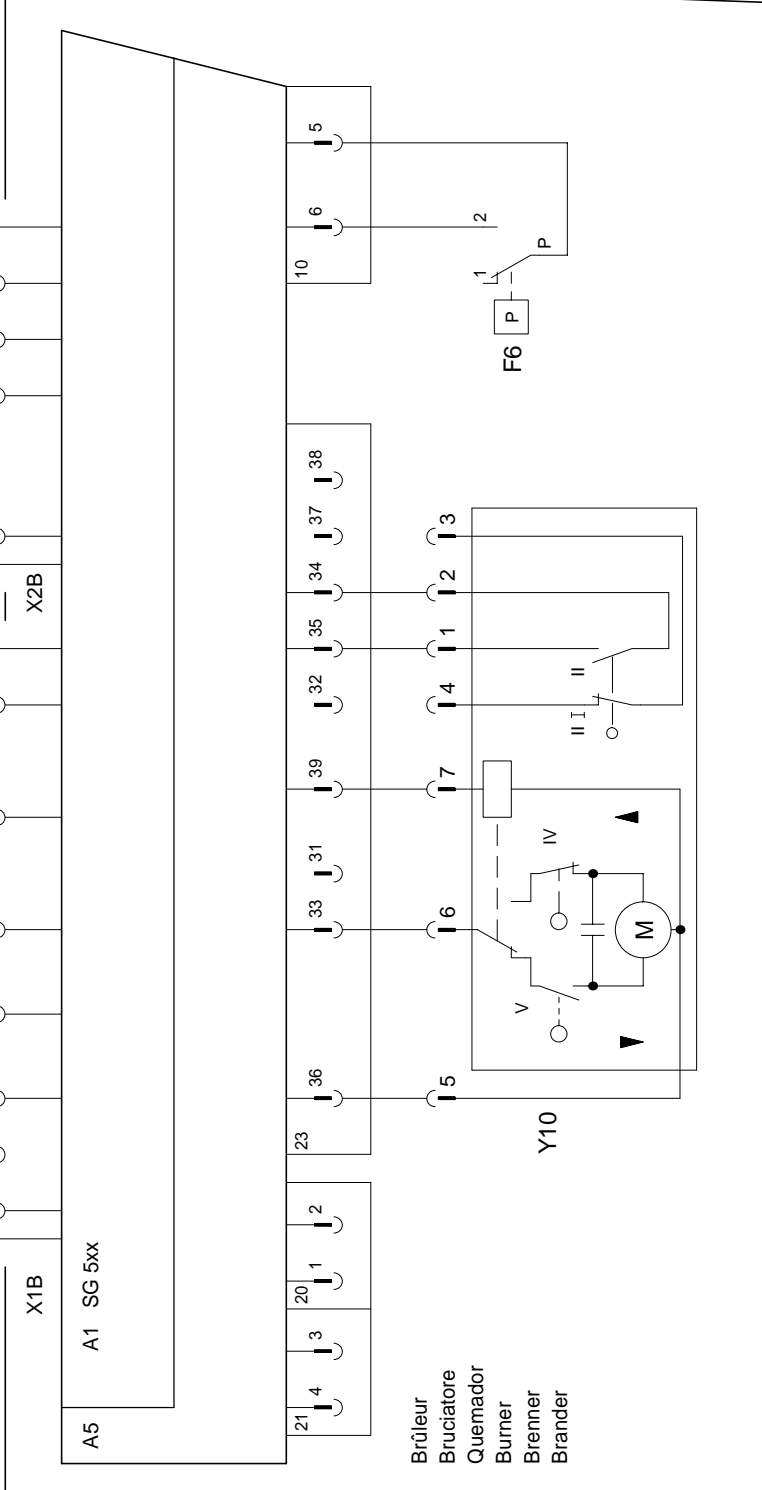 X1B X2B
A5 A1 SG 5xx
21 20 23 10
4 3 1 2 36 33 31 39 32 35 34 37 38 6 5
5 6 7 4 1 2 3
1 2
F6 P P
V IV II I II
Y10
M
Brûleur
Bruciatore
Quemador
Burner
Brenner
Brander